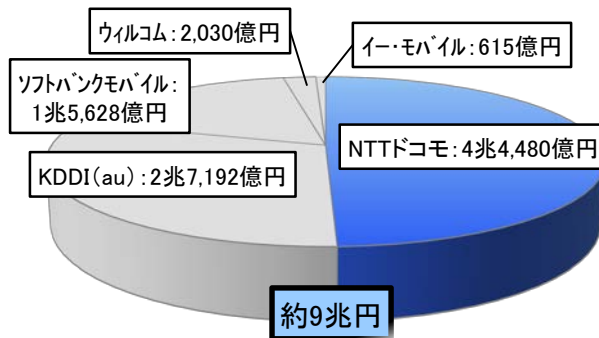 ウィルコム：2,030億円
イー・モバイル：615億円
ソフトバンクモバイル：
1兆5,628億円
NTTドコモ：4兆4,480億円
KDDI（au）：2兆7,192億円
約9兆円